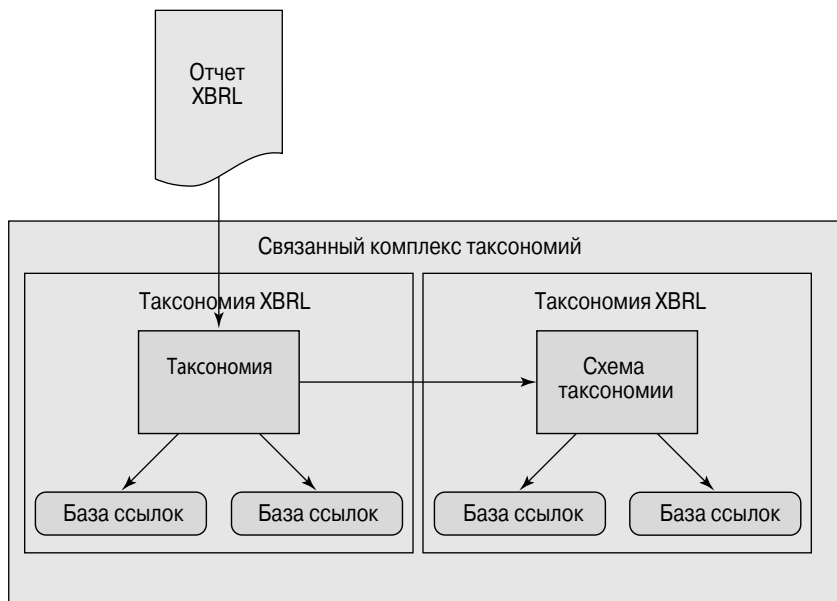 Отчет
XBRL
Связанный комплекс таксономий
Таксономия XBRL
Таксономия XBRL
Таксономия
Схема
таксономии
База ссылок
База ссылок
База ссылок
База ссылок